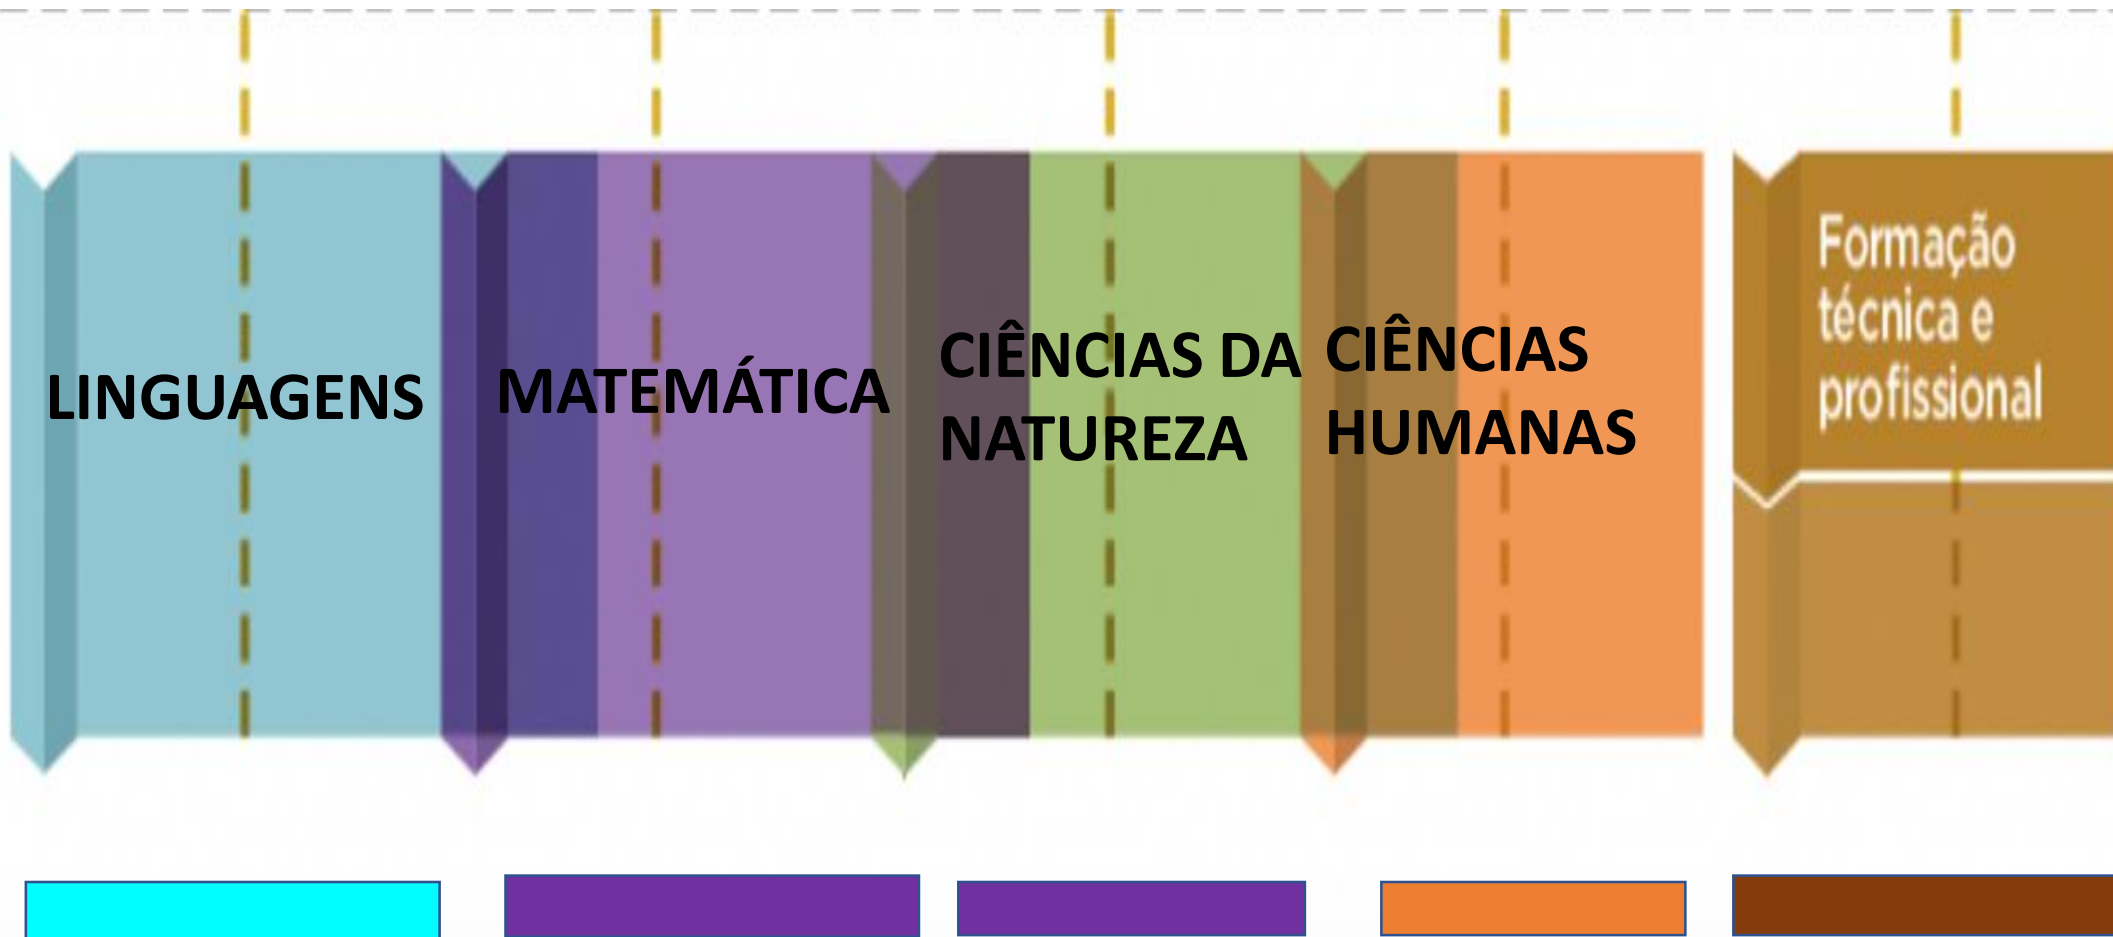 LINGUAGENS
MATEMÁTICA
CIÊNCIAS DA
NATUREZA
CIÊNCIAS
HUMANAS
Formação
técnica e
profissional